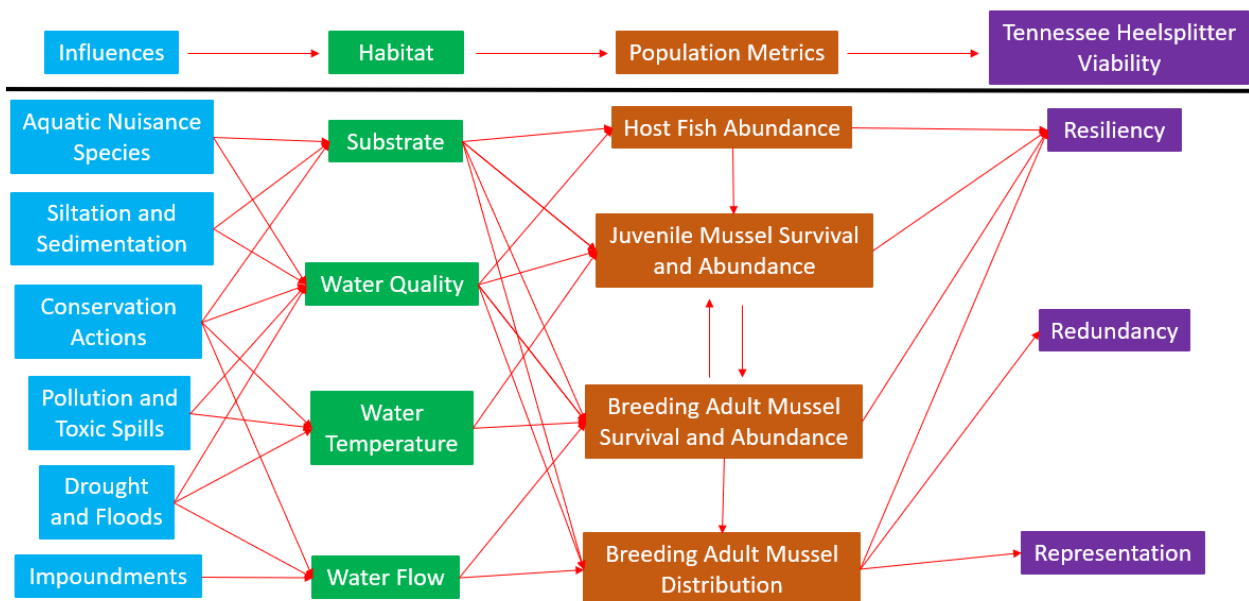 Influences
Habitat
Population Metrics
Tennessee Heelsplitter
Viability
Aquatic Nuisance
Species
Substrate
Host Fish Abundance
Resiliency
Siltation and
Sedimentation
Juvenile Mussel Survival
and Abundance
Water Quality
Conservation
Actions
Redundancy
Pollution and
Toxic Spills
Water
Temperature
Breeding Adult Mussel
Survival and Abundance
Drought
and Floods
Breeding Adult Mussel
Distribution
Representation
Impoundments
Water Flow